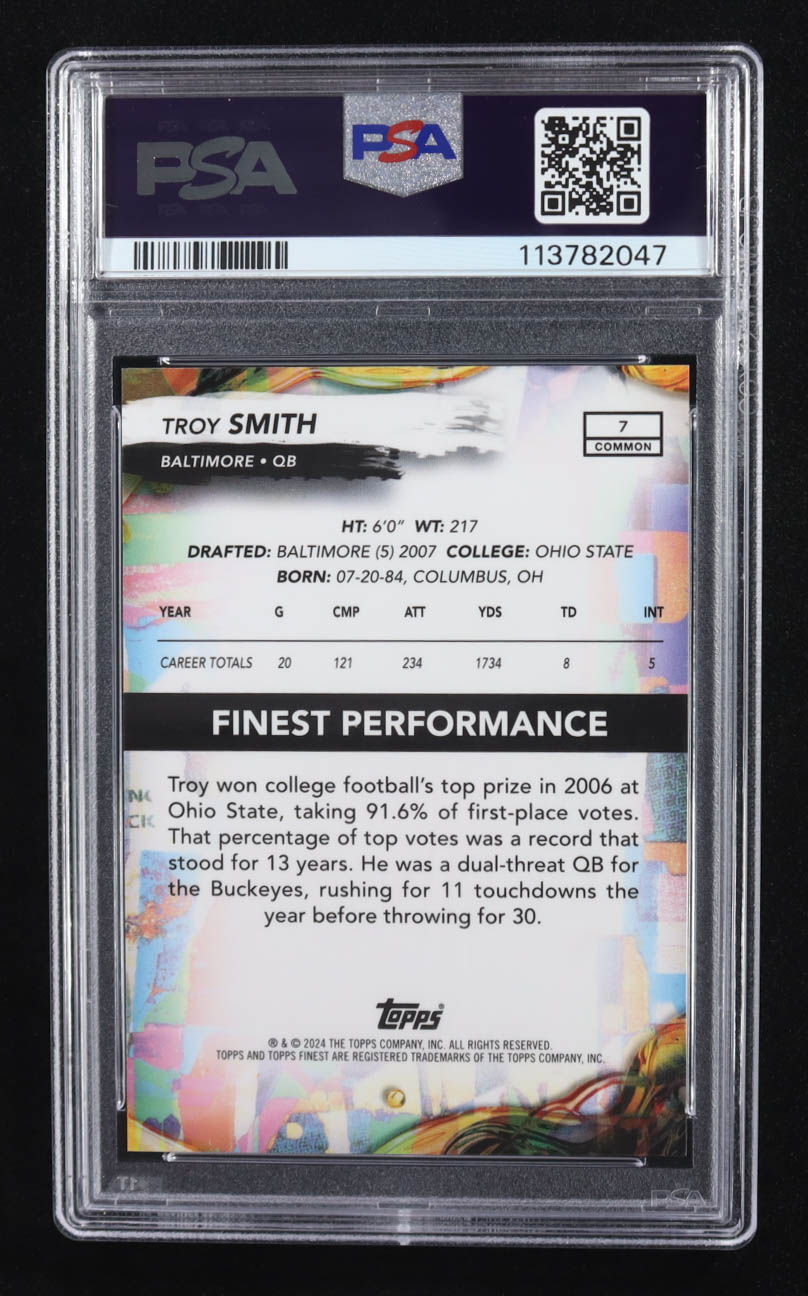 PSA
PSA
113782047
TROY SMITH
7
COMMON
BALTIMORE • QB
HT: 6'0" WT: 217
DRAFTED: BALTIMORE (5) 2007 COLLEGE: OHIO STATE
BORN: 07-20-84, COLUMBUS, OH
YEAR G CMP ATT YDS TD INT
CAREER TOTALS 20 121 234 1734 8 5
FINEST PERFORMANCE
Troy won college football's top prize in 2006 at
Ohio State, taking 91.6% of first-place votes.
That percentage of top votes was a record that
stood for 13 years. He was a dual-threat QB for
the Buckeyes, rushing for 11 touchdowns the
year before throwing for 30.
Topps
® & © 2024 THE TOPPS COMPANY, INC. ALL RIGHTS RESERVED.
TOPPS AND TOPPS FINEST ARE REGISTERED TRADEMARKS OF THE TOPPS COMPANY, INC.
PSA